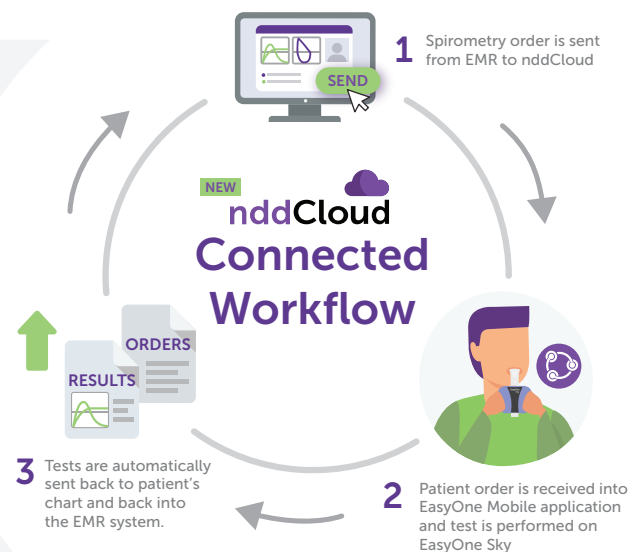 SEND
1 Spirometry order is sent
from EMR to nddCloud
NEW
nddCloud
Connected
Workflow
ORDERS
RESULTS
2 Patient order is received into
EasyOne Mobile application
and test is performed on
EasyOne Sky
3 Tests are automatically
sent back to patient's
chart and back into
the EMR system.